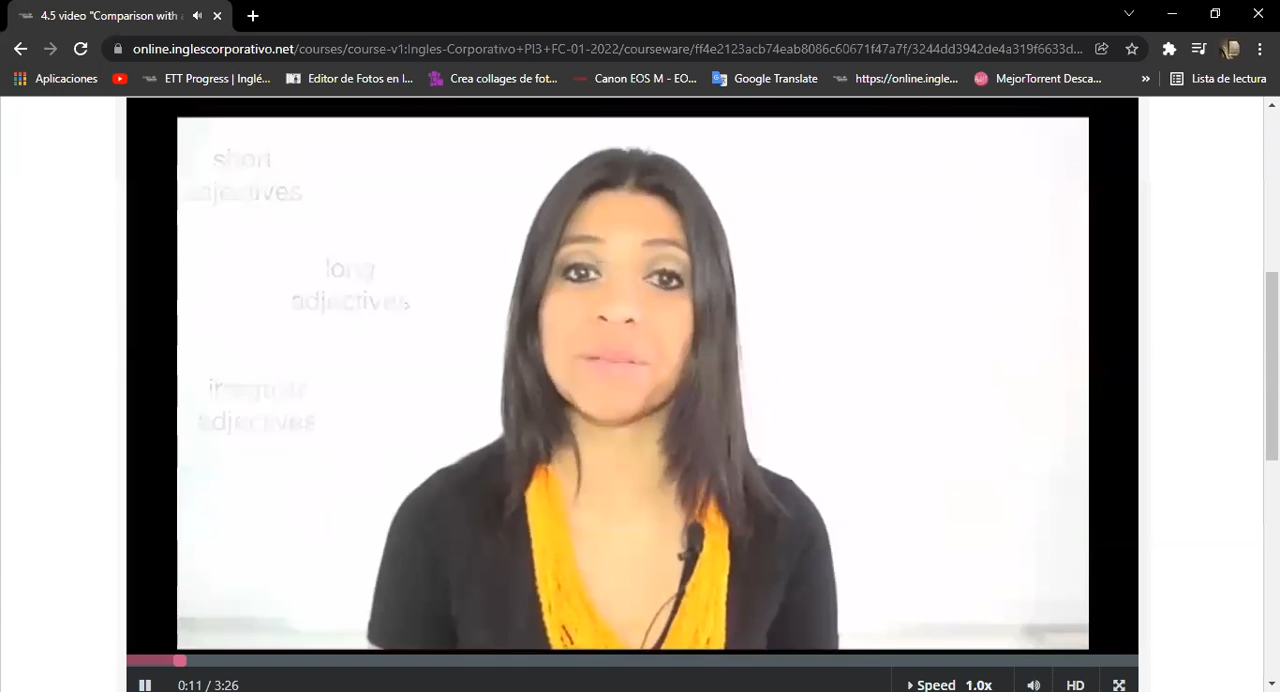 4.5 video "Comparison with a
online.inglescorporativo.net/courses/course-v1:Ingles-Corporativo+PI3+FC-01-2022/courseware/ff4e2123acb74eab8086c60671f47a7f/3244dd3942de4a319f6633d...
Aplicaciones ETT Progress | Inglé... Editor de Fotos en l... Crea collages de fot... Canon EOS M - EO... Google Translate https://online.ingle... MejorTorrent Desca... » Lista de lectura
short
adjectives
long
adjectives
irregular
adjectives
0:11 / 3:26 Speed 1.0x HD